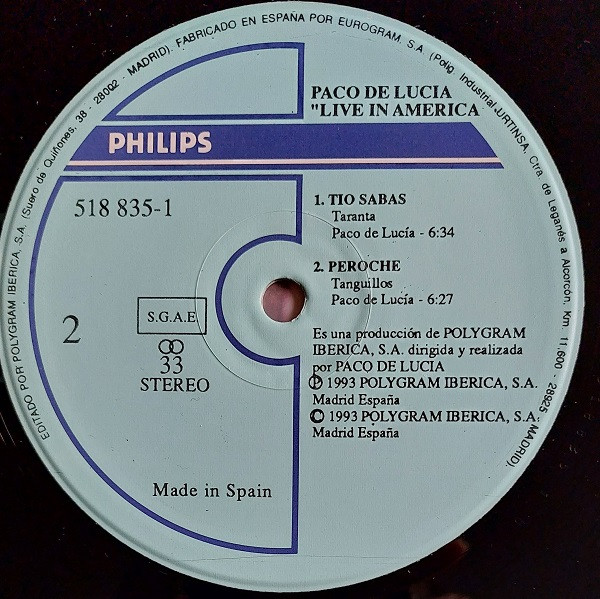 EDITADO POR POLYGRAM IBERICA, S.A. (Suero de Quiñones, 38 - 28002 - MADRID). FABRICADO EN ESPAÑA POR EUROGRAM, S.A. (Polig. Industrial URTINSA, Ctra. de Leganés a Alcorcón, Km. 11,600 - 28925 MADRID).
PACO DE LUCIA
"LIVE IN AMERICA
PHILIPS
518 835-1
2
S.G.A.E
33
STEREO
1. TIO SABAS
Taranta
Paco de Lucía - 6:34
2. PEROCHE
Tanguillos
Paco de Lucía - 6:27
Es una producción de POLYGRAM
IBERICA, S.A. dirigida y realizada
por PACO DE LUCIA
℗ 1993 POLYGRAM IBERICA, S.A.
Madrid España
© 1993 POLYGRAM IBERICA, S.A.
Madrid España
Made in Spain